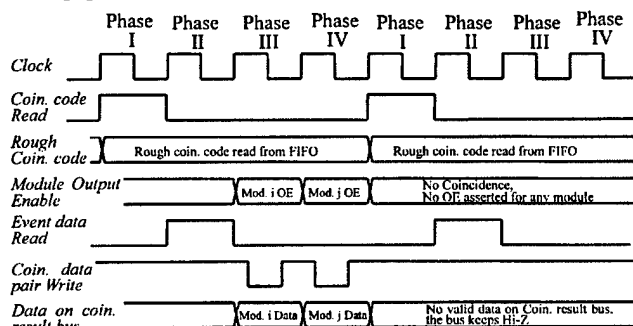 Phase I Phase II Phase III Phase IV Phase I Phase II Phase III Phase IV
Clock
Coin. code Read
Rough Coin. code
Rough coin. code read from FIFO
Rough coin. code read from FIFO
Module Output Enable
Mod. i OE
Mod. j OE
No Coincidence,
No OE asserted for any module
Event data Read
Coin. data pair Write
Data on coin. result bus
Mod. i Data
Mod. j Data
No valid data on Coin. result bus,
the bus keeps Hi-Z